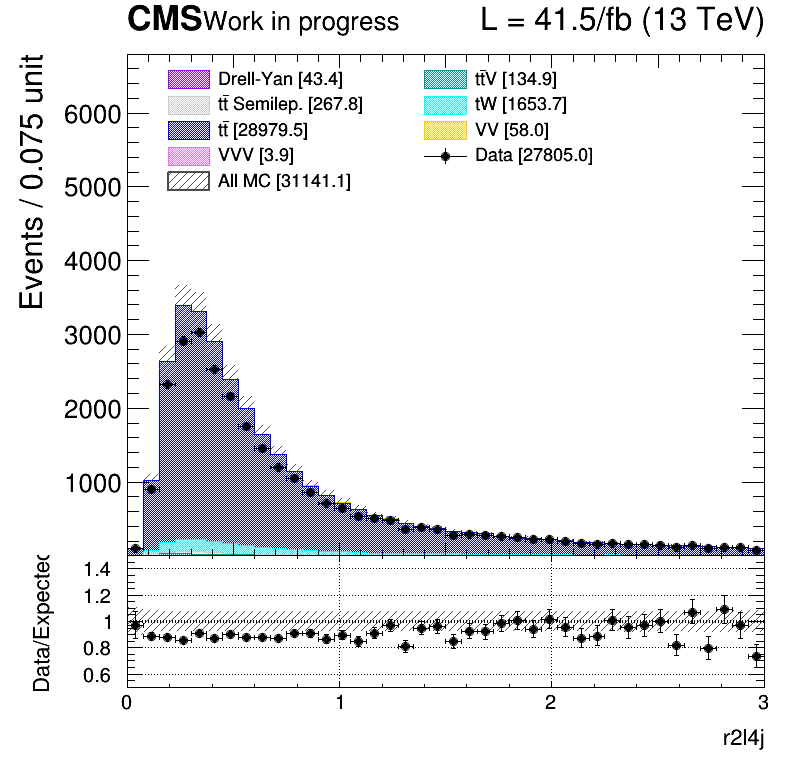 CMS Work in progress L = 41.5/fb (13 TeV)
Events / 0.075 unit
Drell-Yan [43.4]
tt̄ Semilep. [267.8]
tt̄ [28979.5]
VVV [3.9]
All MC [31141.1]
tt̄V [134.9]
tW [1653.7]
VV [58.0]
Data [27805.0]
6000
5000
4000
3000
2000
1000
Data/Expected
1.4
1.2
1
0.8
0.6
0 1 2 3
r2l4j